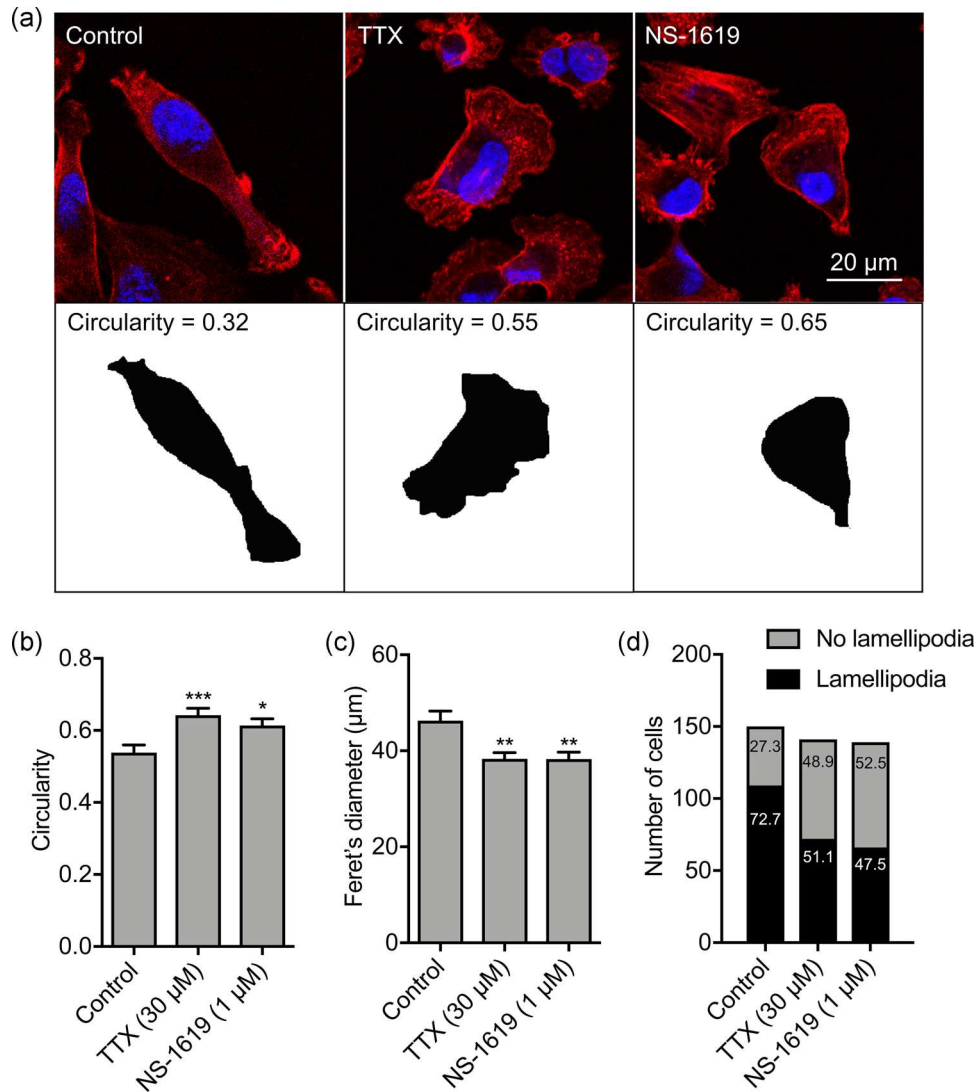 (a)
Control
TTX
NS-1619
20 μm
Circularity = 0.32
Circularity = 0.55
Circularity = 0.65
(b)
0.8
0.6
0.4
0.2
0.0
Circularity
***
*
Control
TTX (30 μM)
NS-1619 (1 μM)
(c)
60
40
20
0
Feret's diameter (μm)
**
**
Control
TTX (30 μM)
NS-1619 (1 μM)
(d)
No lamellipodia
Lamellipodia
200
150
100
50
0
Number of cells
27.3
72.7
48.9
51.1
52.5
47.5
Control
TTX (30 μM)
NS-1619 (1 μM)